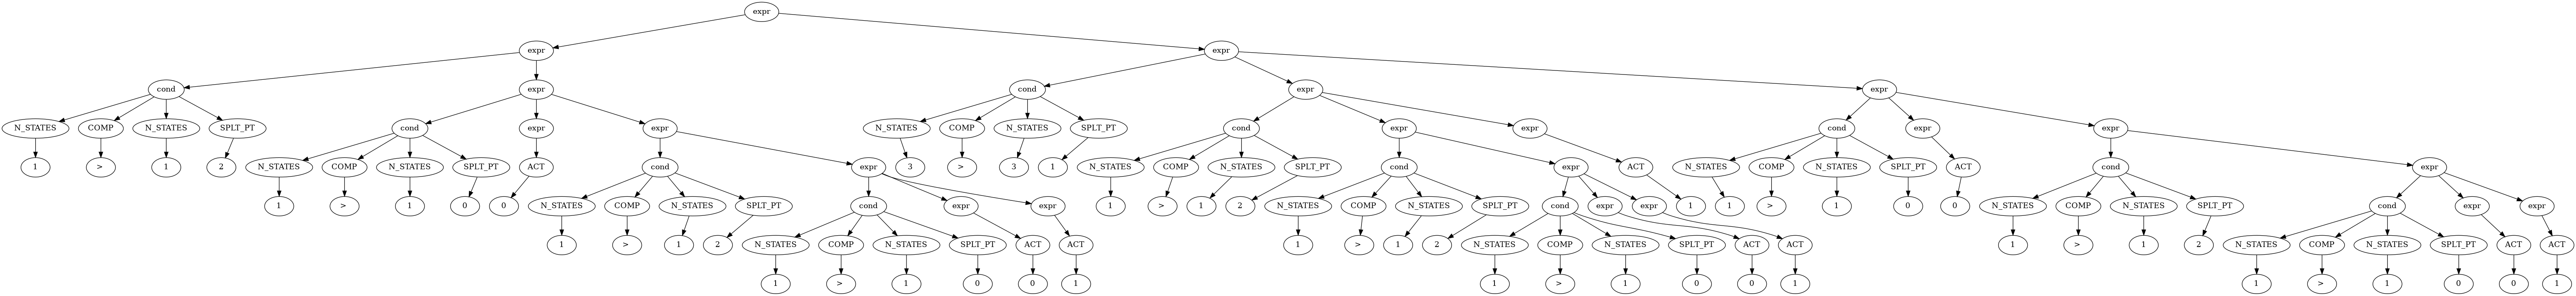 expr
expr expr
cond expr cond expr expr
N_STATES COMP N_STATES SPLT_PT cond expr expr N_STATES COMP N_STATES SPLT_PT cond expr expr cond expr expr
1 > 1 2 N_STATES COMP N_STATES SPLT_PT ACT cond expr 3 > 3 1 N_STATES COMP N_STATES SPLT_PT cond expr ACT N_STATES COMP N_STATES SPLT_PT ACT cond expr
1 > 1 0 0 N_STATES COMP N_STATES SPLT_PT cond expr expr 1 > 1 2 N_STATES COMP N_STATES SPLT_PT cond expr expr 1 1 > 1 0 0 N_STATES COMP N_STATES SPLT_PT cond expr expr
1 > 1 2 N_STATES COMP N_STATES SPLT_PT ACT ACT 1 > 1 2 N_STATES COMP N_STATES SPLT_PT ACT ACT 1 > 1 2 N_STATES COMP N_STATES SPLT_PT ACT ACT
1 > 1 0 0 1 1 > 1 0 0 1 1 > 1 0 0 1